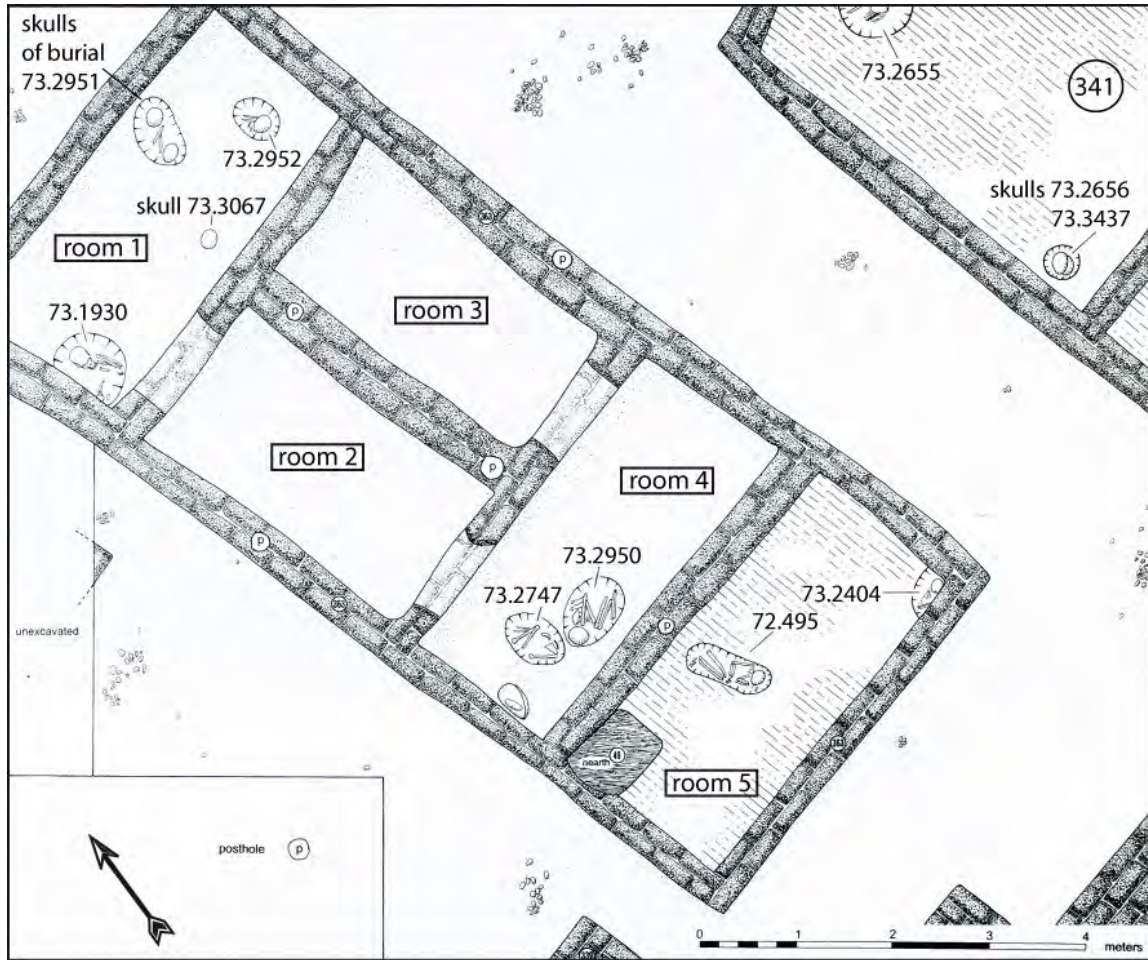 skulls
of burial
73.2951
73.2655
341
73.2952
skulls 73.2656
73.3437
skull 73.3067
room 1
P
73.1930
P
room 3
room 2
P
room 4
P
73.2950
73.2747
73.2404
72.495
P
unexcavated
hearth
room 5
posthole
P
0 1 2 3 4
meters